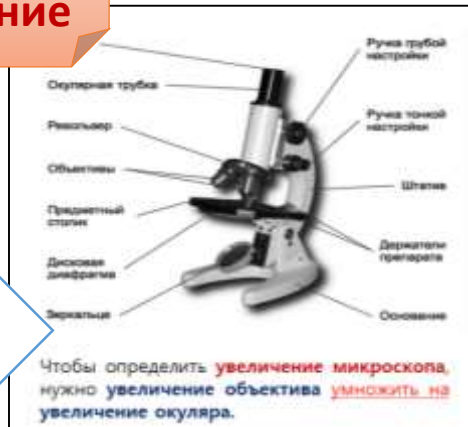 ние
Окулярная трубка
Револьвер
Объективы
Предметный
столик
Дисковая
диафрагма
Зеркальце
Ручка грубой
настройки
Ручка тонкой
настройки
Штатив
Держатели
препарата
Основание
Чтобы определить увеличение микроскопа,
нужно увеличение объектива умножить на
увеличение окуляра.